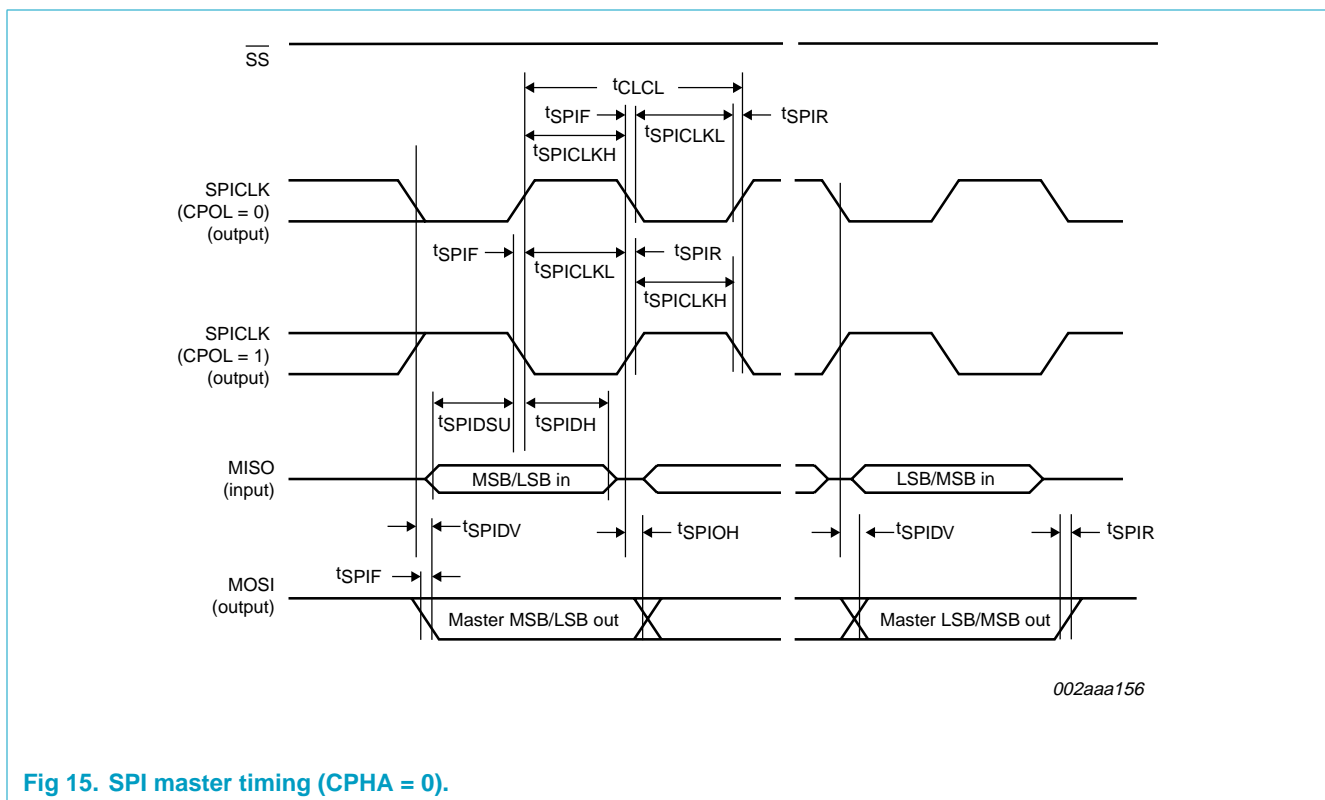 SS
tCLCL
tSPIF
tSPIR
tSPICLKL
tSPICLKH
SPICLK
(CPOL = 0)
(output)
tSPIF
tSPIR
tSPICLKL
tSPICLKH
SPICLK
(CPOL = 1)
(output)
tSPIDSU
tSPIDH
MISO
(input)
MSB/LSB in
LSB/MSB in
tSPIDV
tSPIOH
tSPIDV
tSPIR
tSPIF
MOSI
(output)
Master MSB/LSB out
Master LSB/MSB out
002aaa156
Fig 15. SPI master timing (CPHA = 0).